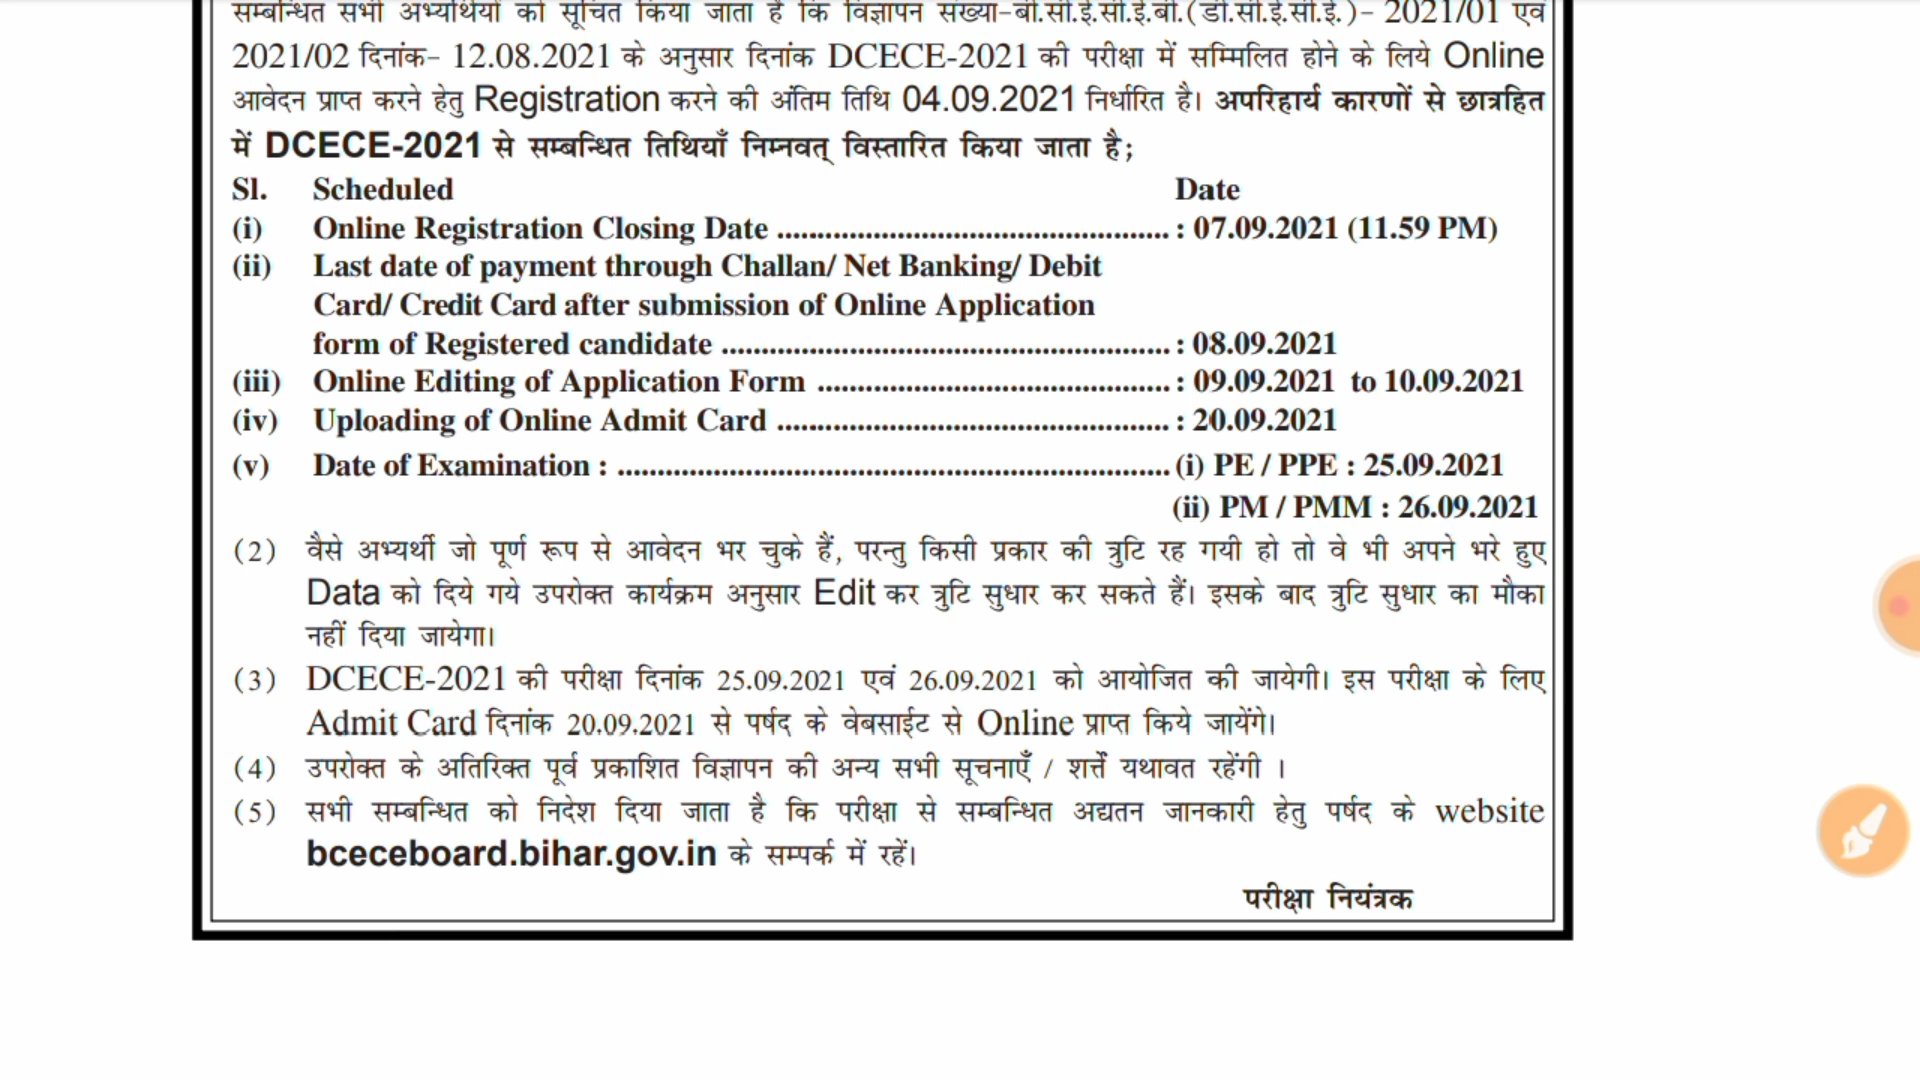 सम्बन्धित सभी अभ्यर्थियों को सूचित किया जाता है कि विज्ञापन संख्या-बी.सी.ई.सी.ई.बी.(डी.सी.ई.सी.ई.)- 2021/01 एवं
2021/02 दिनांक- 12.08.2021 के अनुसार दिनांक DCECE-2021 की परीक्षा में सम्मिलित होने के लिये Online
आवेदन प्राप्त करने हेतु Registration करने की अंतिम तिथि 04.09.2021 निर्धारित है। अपरिहार्य कारणों से छात्रहित
में DCECE-2021 से सम्बन्धित तिथियाँ निम्नवत् विस्तारित किया जाता है;
Sl. Scheduled Date
(i) Online Registration Closing Date ................................................ : 07.09.2021 (11.59 PM)
(ii) Last date of payment through Challan/ Net Banking/ Debit
Card/ Credit Card after submission of Online Application
form of Registered candidate ....................................................... : 08.09.2021
(iii) Online Editing of Application Form ........................................... : 09.09.2021 to 10.09.2021
(iv) Uploading of Online Admit Card ................................................ : 20.09.2021
(v) Date of Examination : .................................................................... (i) PE / PPE : 25.09.2021
(ii) PM / PMM : 26.09.2021
(2) वैसे अभ्यर्थी जो पूर्ण रूप से आवेदन भर चुके हैं, परन्तु किसी प्रकार की त्रुटि रह गयी हो तो वे भी अपने भरे हुए
Data को दिये गये उपरोक्त कार्यक्रम अनुसार Edit कर त्रुटि सुधार कर सकते हैं। इसके बाद त्रुटि सुधार का मौका
नहीं दिया जायेगा।
(3) DCECE-2021 की परीक्षा दिनांक 25.09.2021 एवं 26.09.2021 को आयोजित की जायेगी। इस परीक्षा के लिए
Admit Card दिनांक 20.09.2021 से पर्षद के वेबसाईट से Online प्राप्त किये जायेंगे।
(4) उपरोक्त के अतिरिक्त पूर्व प्रकाशित विज्ञापन की अन्य सभी सूचनाएँ / शर्त्तें यथावत रहेंगी ।
(5) सभी सम्बन्धित को निदेश दिया जाता है कि परीक्षा से सम्बन्धित अद्यतन जानकारी हेतु पर्षद के website
bceceboard.bihar.gov.in के सम्पर्क में रहें।
परीक्षा नियंत्रक